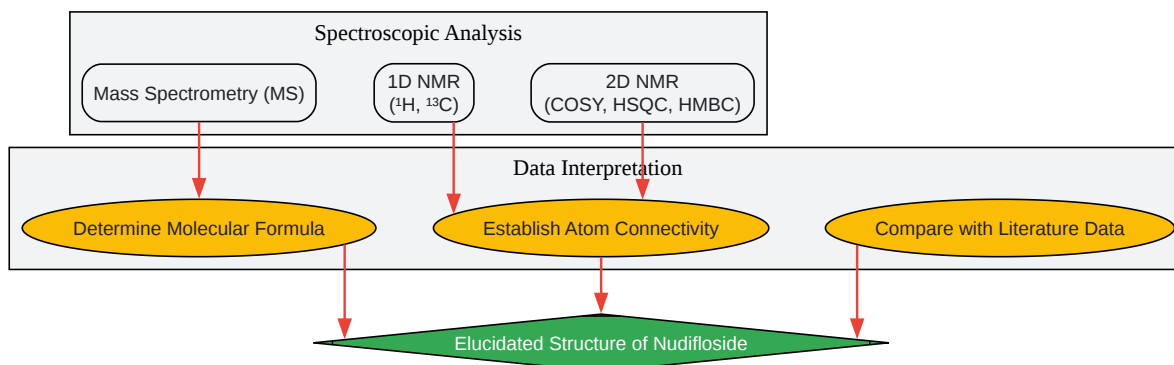 Spectroscopic Analysis
Mass Spectrometry (MS)
1D NMR
(¹H, ¹³C)
2D NMR
(COSY, HSQC, HMBC)
Data Interpretation
Determine Molecular Formula
Establish Atom Connectivity
Compare with Literature Data
Elucidated Structure of Nudifloside